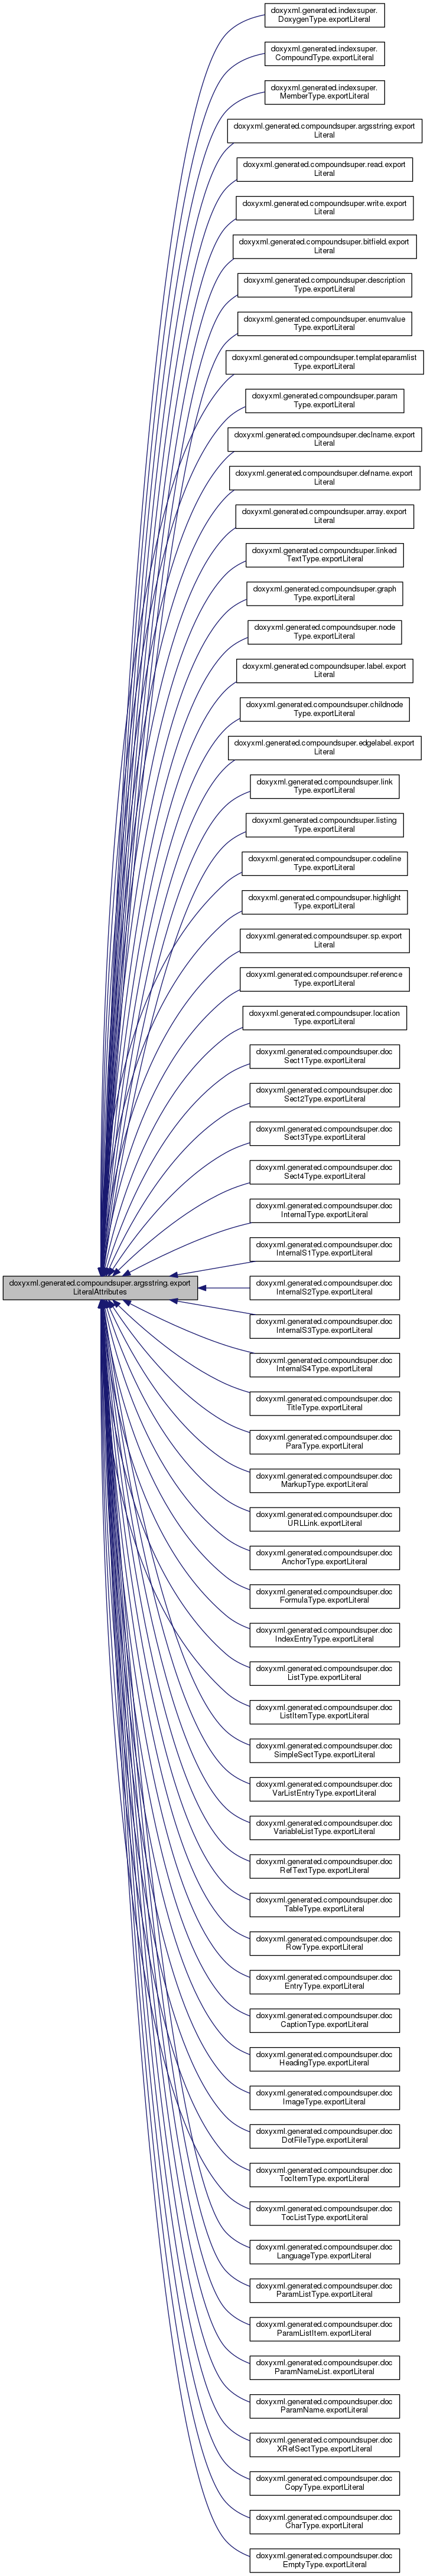 doxyxml.generated.indexsuper.
DoxygenType.exportLiteral
doxyxml.generated.indexsuper.
CompoundType.exportLiteral
doxyxml.generated.indexsuper.
MemberType.exportLiteral
doxyxml.generated.compoundsuper.argsstring.export
Literal
doxyxml.generated.compoundsuper.read.export
Literal
doxyxml.generated.compoundsuper.write.export
Literal
doxyxml.generated.compoundsuper.bitfield.export
Literal
doxyxml.generated.compoundsuper.description
Type.exportLiteral
doxyxml.generated.compoundsuper.enumvalue
Type.exportLiteral
doxyxml.generated.compoundsuper.templateparamlist
Type.exportLiteral
doxyxml.generated.compoundsuper.param
Type.exportLiteral
doxyxml.generated.compoundsuper.declname.export
Literal
doxyxml.generated.compoundsuper.defname.export
Literal
doxyxml.generated.compoundsuper.array.export
Literal
doxyxml.generated.compoundsuper.linked
TextType.exportLiteral
doxyxml.generated.compoundsuper.graph
Type.exportLiteral
doxyxml.generated.compoundsuper.node
Type.exportLiteral
doxyxml.generated.compoundsuper.label.export
Literal
doxyxml.generated.compoundsuper.childnode
Type.exportLiteral
doxyxml.generated.compoundsuper.edgelabel.export
Literal
doxyxml.generated.compoundsuper.link
Type.exportLiteral
doxyxml.generated.compoundsuper.listing
Type.exportLiteral
doxyxml.generated.compoundsuper.codeline
Type.exportLiteral
doxyxml.generated.compoundsuper.highlight
Type.exportLiteral
doxyxml.generated.compoundsuper.sp.export
Literal
doxyxml.generated.compoundsuper.reference
Type.exportLiteral
doxyxml.generated.compoundsuper.location
Type.exportLiteral
doxyxml.generated.compoundsuper.doc
Sect1Type.exportLiteral
doxyxml.generated.compoundsuper.doc
Sect2Type.exportLiteral
doxyxml.generated.compoundsuper.doc
Sect3Type.exportLiteral
doxyxml.generated.compoundsuper.doc
Sect4Type.exportLiteral
doxyxml.generated.compoundsuper.doc
InternalType.exportLiteral
doxyxml.generated.compoundsuper.doc
InternalS1Type.exportLiteral
doxyxml.generated.compoundsuper.argsstring.export
LiteralAttributes
doxyxml.generated.compoundsuper.doc
InternalS2Type.exportLiteral
doxyxml.generated.compoundsuper.doc
InternalS3Type.exportLiteral
doxyxml.generated.compoundsuper.doc
InternalS4Type.exportLiteral
doxyxml.generated.compoundsuper.doc
TitleType.exportLiteral
doxyxml.generated.compoundsuper.doc
ParaType.exportLiteral
doxyxml.generated.compoundsuper.doc
MarkupType.exportLiteral
doxyxml.generated.compoundsuper.doc
URLLink.exportLiteral
doxyxml.generated.compoundsuper.doc
AnchorType.exportLiteral
doxyxml.generated.compoundsuper.doc
FormulaType.exportLiteral
doxyxml.generated.compoundsuper.doc
IndexEntryType.exportLiteral
doxyxml.generated.compoundsuper.doc
ListType.exportLiteral
doxyxml.generated.compoundsuper.doc
ListItemType.exportLiteral
doxyxml.generated.compoundsuper.doc
SimpleSectType.exportLiteral
doxyxml.generated.compoundsuper.doc
VarListEntryType.exportLiteral
doxyxml.generated.compoundsuper.doc
VariableListType.exportLiteral
doxyxml.generated.compoundsuper.doc
RefTextType.exportLiteral
doxyxml.generated.compoundsuper.doc
TableType.exportLiteral
doxyxml.generated.compoundsuper.doc
RowType.exportLiteral
doxyxml.generated.compoundsuper.doc
EntryType.exportLiteral
doxyxml.generated.compoundsuper.doc
CaptionType.exportLiteral
doxyxml.generated.compoundsuper.doc
HeadingType.exportLiteral
doxyxml.generated.compoundsuper.doc
ImageType.exportLiteral
doxyxml.generated.compoundsuper.doc
DotFileType.exportLiteral
doxyxml.generated.compoundsuper.doc
TocItemType.exportLiteral
doxyxml.generated.compoundsuper.doc
TocListType.exportLiteral
doxyxml.generated.compoundsuper.doc
LanguageType.exportLiteral
doxyxml.generated.compoundsuper.doc
ParamListType.exportLiteral
doxyxml.generated.compoundsuper.doc
ParamListItem.exportLiteral
doxyxml.generated.compoundsuper.doc
ParamNameList.exportLiteral
doxyxml.generated.compoundsuper.doc
ParamName.exportLiteral
doxyxml.generated.compoundsuper.doc
XRefSectType.exportLiteral
doxyxml.generated.compoundsuper.doc
CopyType.exportLiteral
doxyxml.generated.compoundsuper.doc
CharType.exportLiteral
doxyxml.generated.compoundsuper.doc
EmptyType.exportLiteral